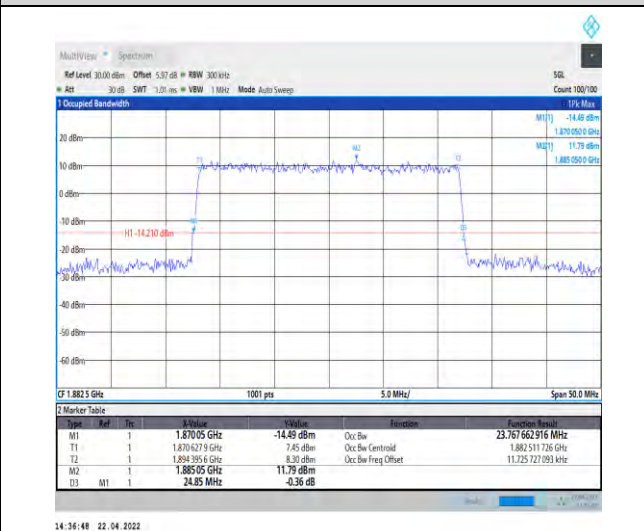 MultiView Spectrum
Ref Level 30.00 dBm Offset 5.97 dB RBW 300 kHz SGL
Att 30 dB SWT 1.01 ms VBW 1 MHz Mode Auto Sweep Count 100/100
1 Occupied Bandwidth 1Pk Max
M1[1] -14.49 dBm
1.870 050 0 GHz
M2[1] 11.79 dBm
1.885 050 0 GHz
20 dBm
M2
T1 T2
10 dBm
0 dBm
-10 dBm
H1 -14.210 dBm
-20 dBm
-30 dBm
-40 dBm
-50 dBm
-60 dBm
CF 1.882 5 GHz 1001 pts 5.0 MHz/ Span 50.0 MHz
2 Marker Table
Type Ref Trc X-Value Y-Value Function Function Result
M1 1 1.870 05 GHz -14.49 dBm Occ Bw 23.767 662 916 MHz
T1 1 1.870 627 9 GHz 7.45 dBm Occ Bw Centroid 1.882 511 726 GHz
T2 1 1.894 395 6 GHz 8.30 dBm Occ Bw Freq Offset 11.725 727 093 kHz
M2 1 1.885 05 GHz 11.79 dBm
D3 M1 1 24.85 MHz -0.36 dB
14:36:48 22.04.2022